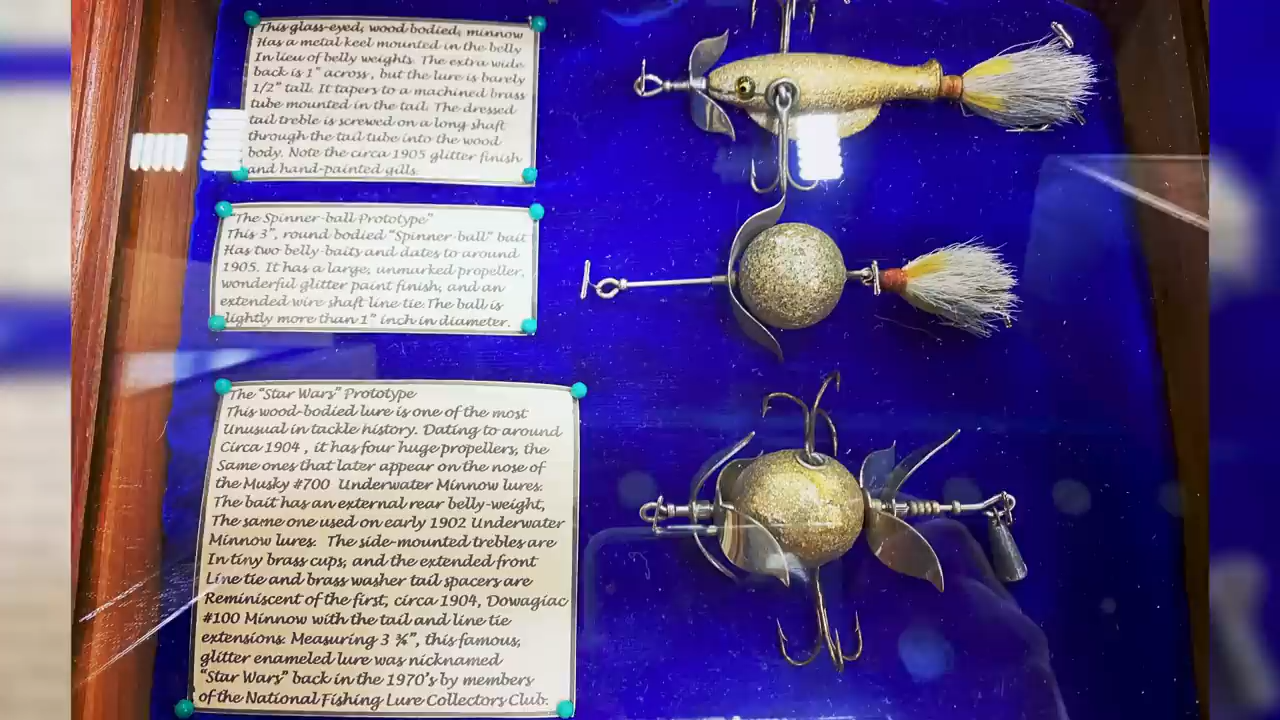 This glass-eyed, wood bodied, minnow
Has a metal keel mounted in the belly
In lieu of belly weights. The extra wide
back is 1" across, but the lure is barely
1/2" tall. It tapers to a machined brass
tube mounted in the tail. The dressed
tail treble is screwed on a long shaft
through the tail tube into the wood
body. Note the circa 1905 glitter finish
and hand-painted gills.
"The Spinner-ball Prototype"
This 3", round bodied "Spinner-ball" bait
Has two belly-baits and dates to around
1905. It has a large, unmarked propeller,
wonderful glitter paint finish, and an
extended wire shaft line tie. The ball is
lightly more than 1" inch in diameter.
The "Star Wars" Prototype
This wood-bodied lure is one of the most
Unusual in tackle history. Dating to around
Circa 1904, it has four huge propellers, the
Same ones that later appear on the nose of
the Musky #700 Underwater Minnow lures.
The bait has an external rear belly-weight,
The same one used on early 1902 Underwater
Minnow lures. The side-mounted trebles are
In tiny brass cups, and the extended front
Line tie and brass washer tail spacers are
Reminiscent of the first, circa 1904, Dowagiac
#100 Minnow with the tail and line tie
extensions. Measuring 3 ¾", this famous,
glitter enameled lure was nicknamed
"Star Wars" back in the 1970's by members
of the National Fishing Lure Collectors Club.